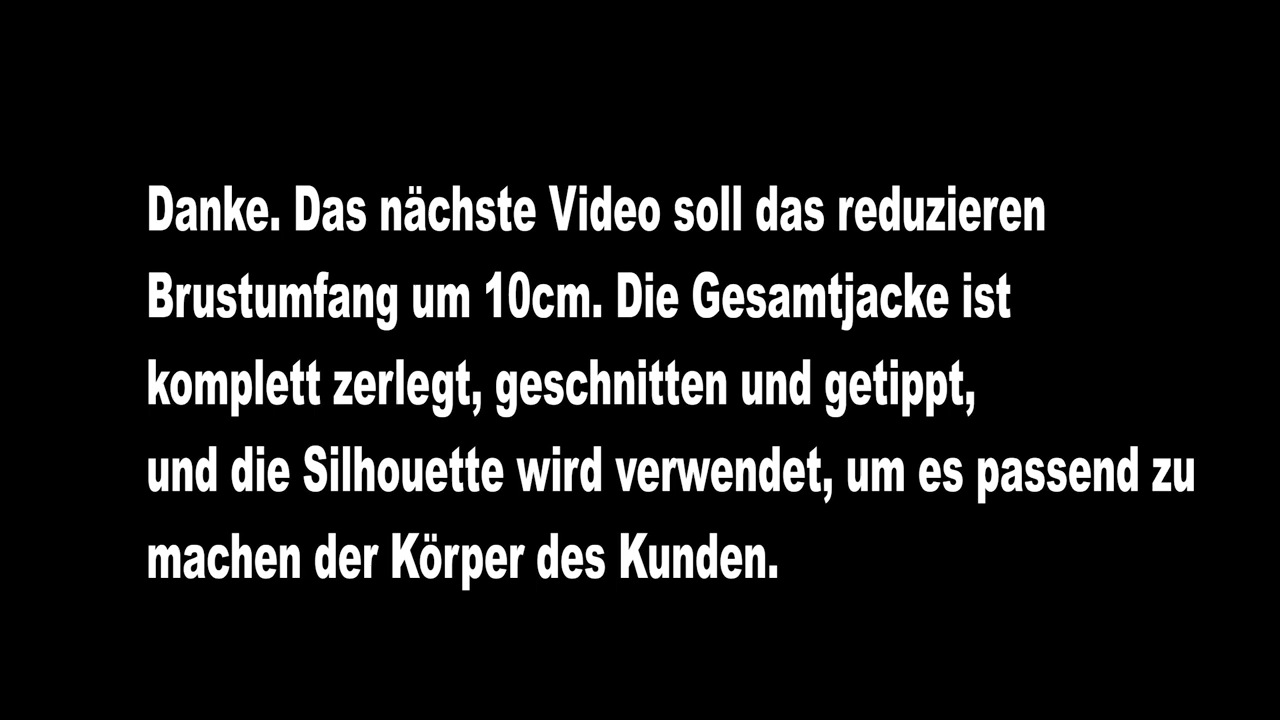 Danke. Das nächste Video soll das reduzieren
Brustumfang um 10cm. Die Gesamtjacke ist
komplett zerlegt, geschnitten und getippt,
und die Silhouette wird verwendet, um es passend zu
machen der Körper des Kunden.